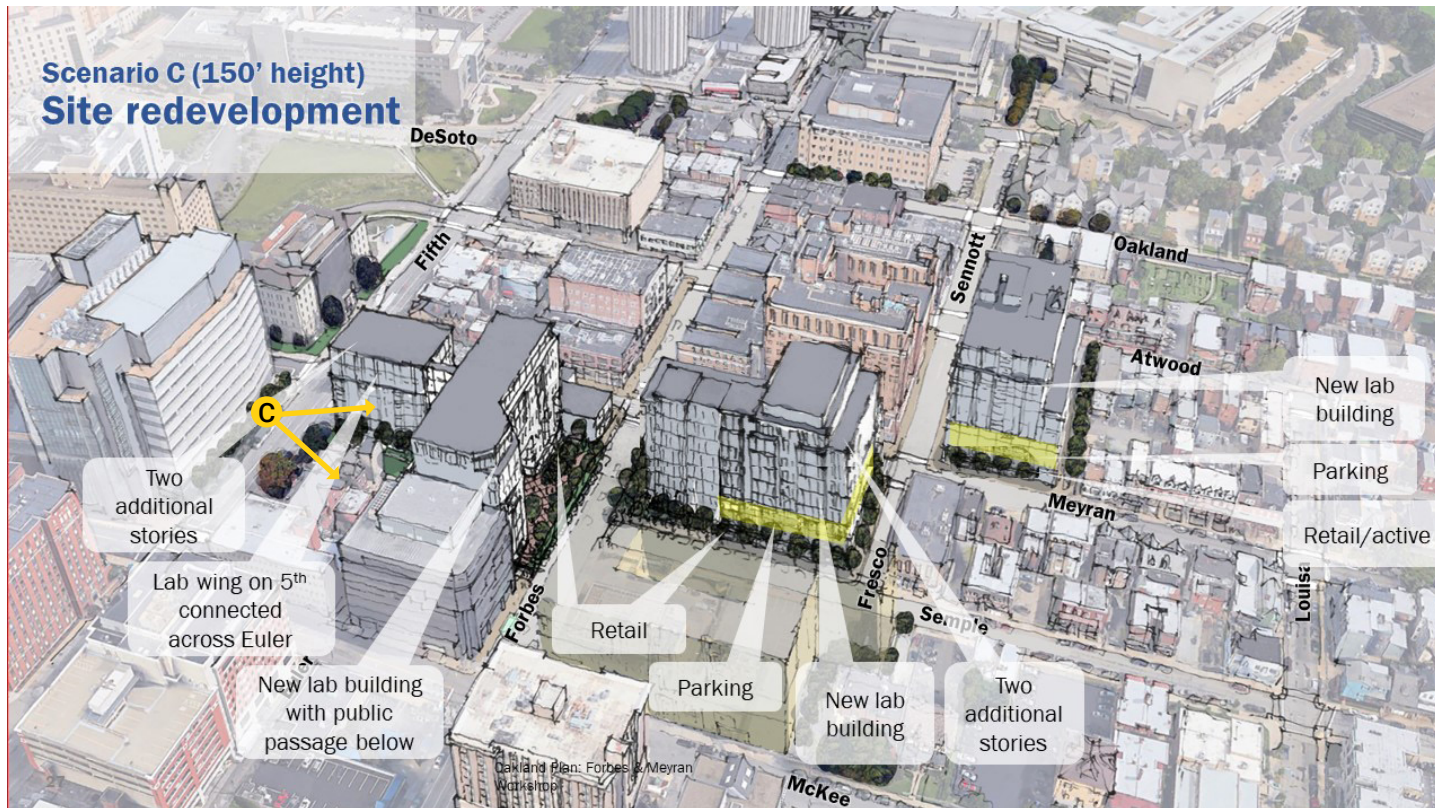 Scenario C (150' height)
Site redevelopment
DeSoto
Fifth
Sennott
Oakland
Atwood
C
New lab
building
Parking
Meyran
Retail/active
Two
additional
stories
Lab wing on 5th
connected
across Euler
Forbes
Fresco
Semple
Louisa
Retail
New lab building
with public
passage below
Parking
New lab
building
Two
additional
stories
27
Oakland Plan: Forbes & Meyran
Workshop
McKee